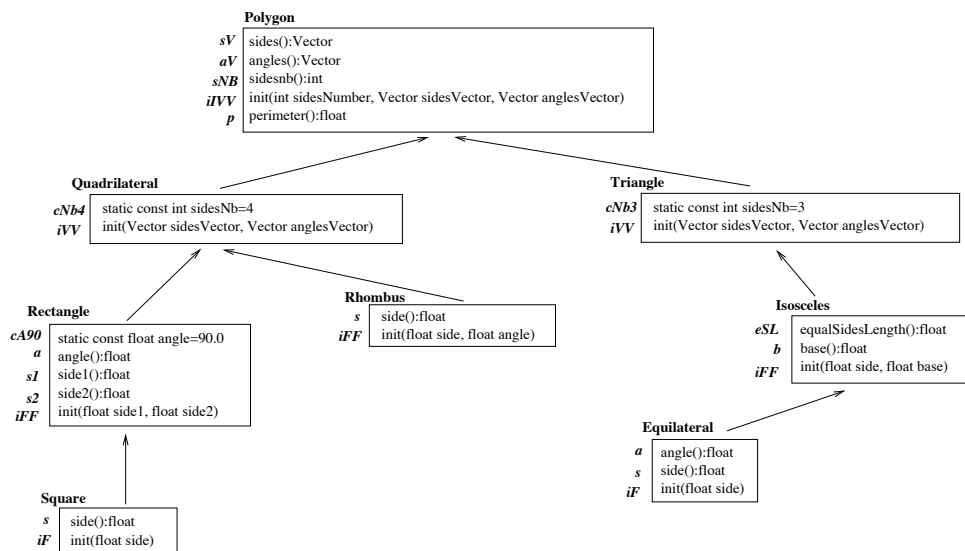 Polygon
sV sides():Vector
aV angles():Vector
sNB sidesnb():int
iIVV init(int sidesNumber, Vector sidesVector, Vector anglesVector)
p perimeter():float
Quadrilateral
cNb4 static const int sidesNb=4
iVV init(Vector sidesVector, Vector anglesVector)
Triangle
cNb3 static const int sidesNb=3
iVV init(Vector sidesVector, Vector anglesVector)
Rectangle
cA90 static const float angle=90.0
a angle():float
s1 side1():float
s2 side2():float
iFF init(float side1, float side2)
Rhombus
s side():float
iFF init(float side, float angle)
Isosceles
eSL equalSidesLength():float
b base():float
iFF init(float side, float base)
Equilateral
a angle():float
s side():float
iF init(float side)
Square
s side():float
iF init(float side)